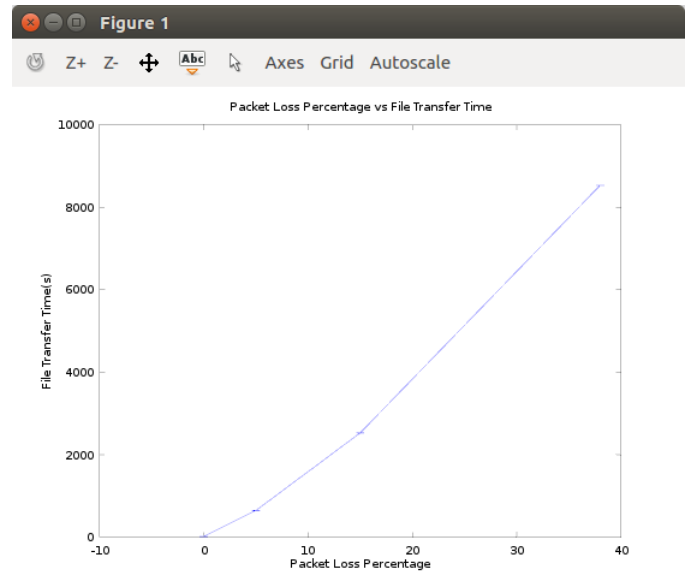 Figure 1
Z+ Z- Abc Axes Grid Autoscale
Packet Loss Percentage vs File Transfer Time
10000
8000
6000
4000
2000
0
File Transfer Time(s)
-10 0 10 20 30 40
Packet Loss Percentage